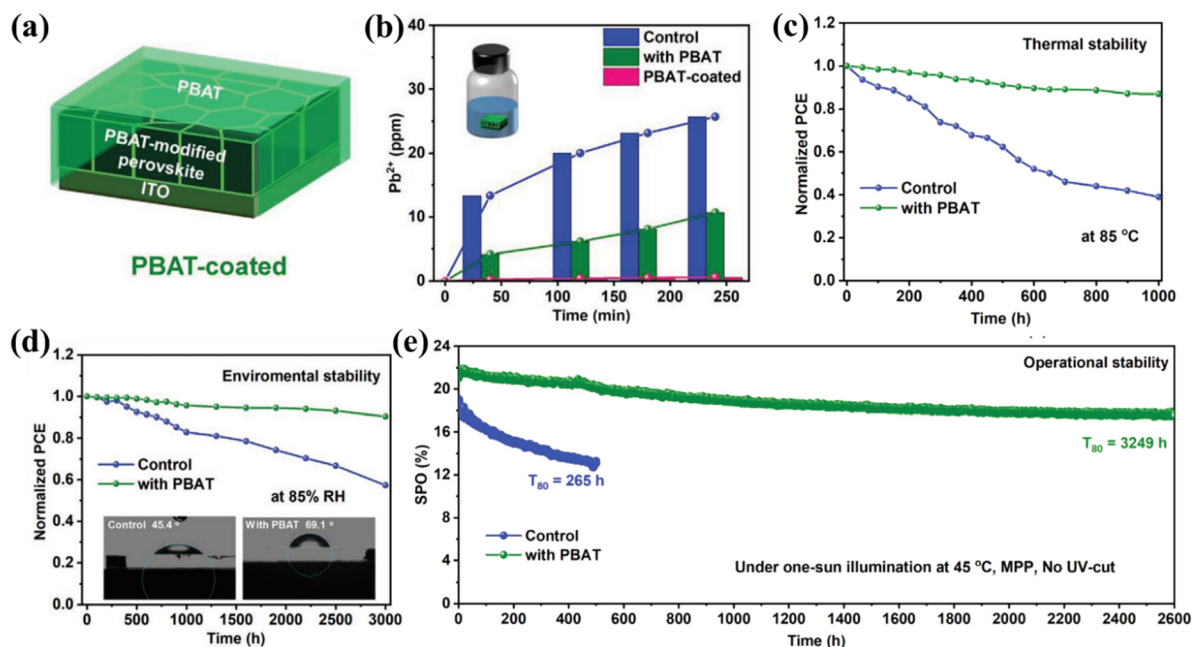 (a)
PBAT
PBAT-modified
perovskite
ITO
PBAT-coated
(b)
40
30
20
10
0
Pb²⁺ (ppm)
Control
with PBAT
PBAT-coated
0 50 100 150 200 250
Time (min)
(c)
1.2
1.0
0.8
0.6
0.4
0.2
0.0
Normalized PCE
Thermal stability
Control
with PBAT
at 85 °C
0 200 400 600 800 1000
Time (h)
(d)
1.2
1.0
0.8
0.6
0.4
0.2
0.0
Normalized PCE
Enviromental stability
Control
with PBAT
at 85% RH
Control 45.4 °
With PBAT 69.1 °
0 500 1000 1500 2000 2500 3000
Time (h)
(e)
24
20
16
12
8
4
0
SPO (%)
Operational stability
T₈₀ = 3249 h
T₈₀ = 265 h
Control
with PBAT
Under one-sun illumination at 45 °C, MPP, No UV-cut
0 200 400 600 800 1000 1200 1400 1600 1800 2000 2200 2400 2600
Time (h)